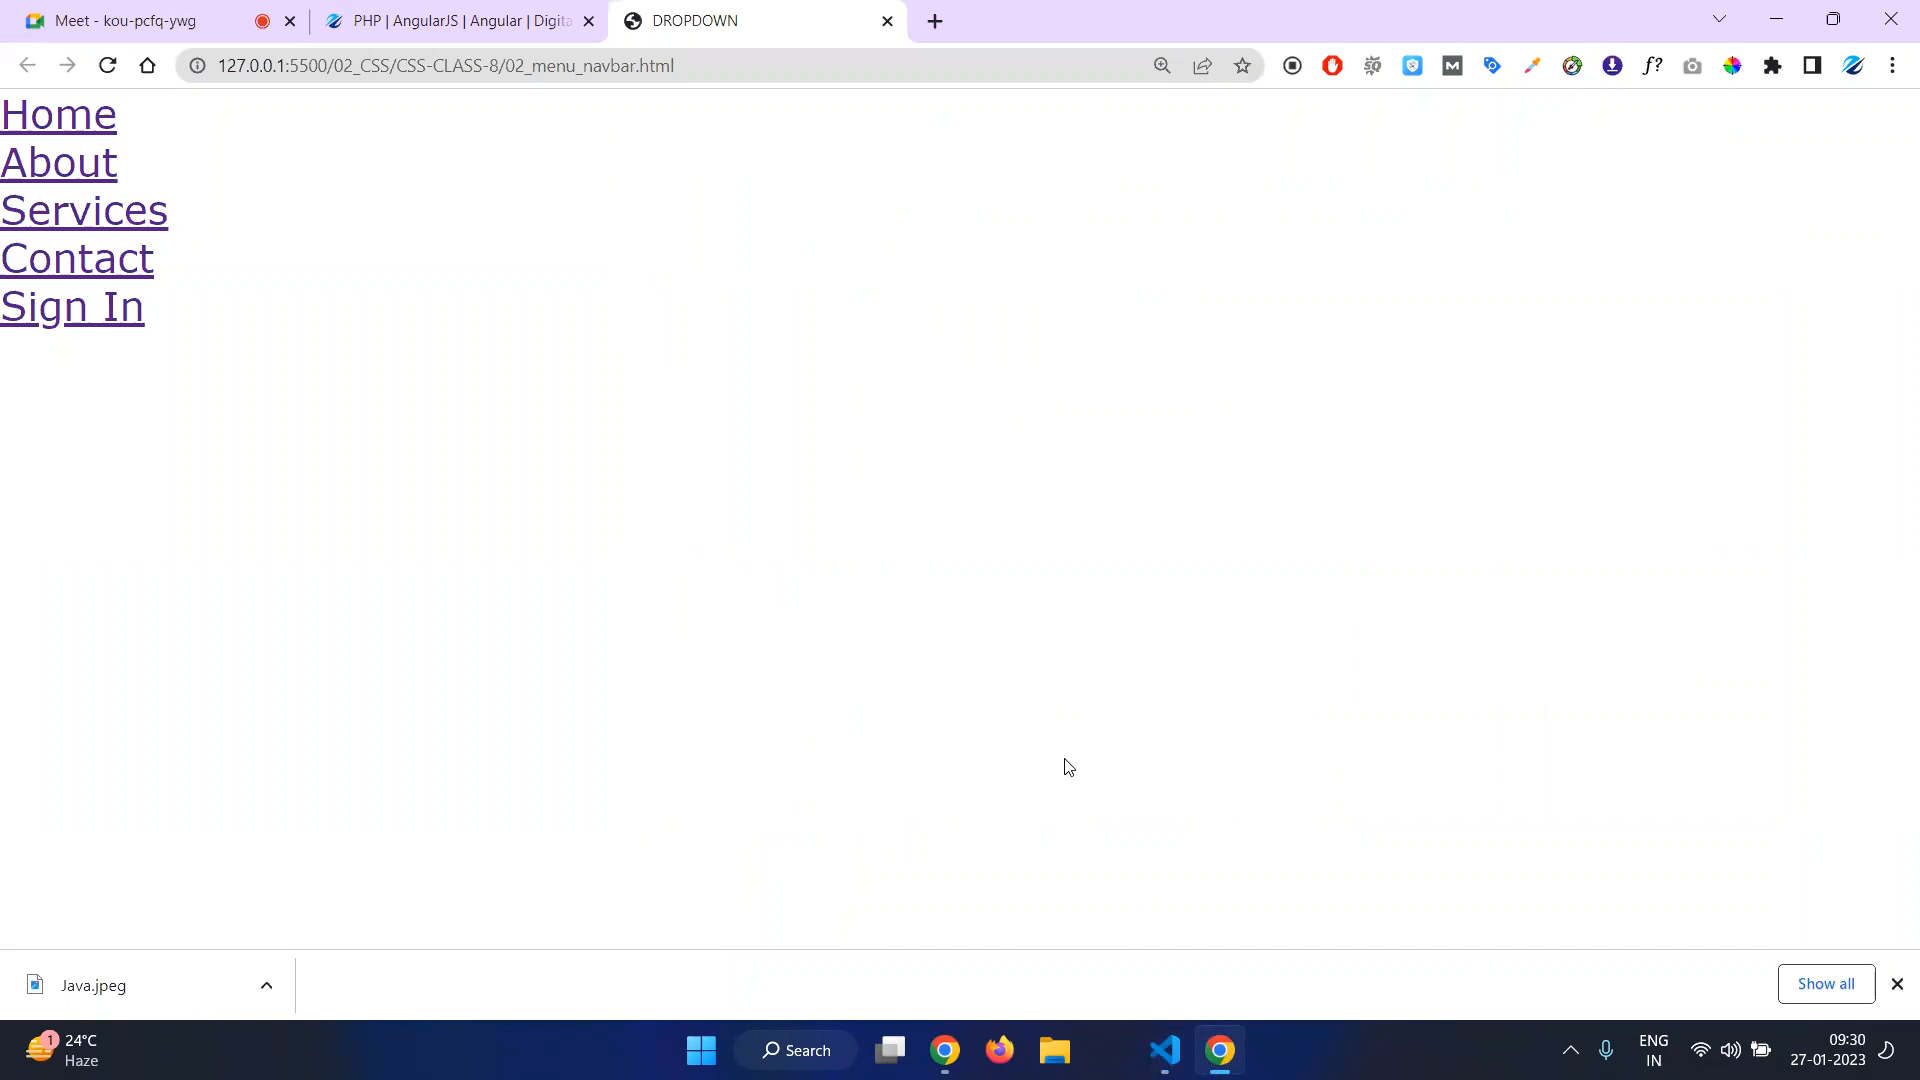 Meet - kou-pcfq-ywg
PHP | AngularJS | Angular | Digita
DROPDOWN
127.0.0.1:5500/02_CSS/CSS-CLASS-8/02_menu_navbar.html
Home
About
Services
Contact
Sign In
Java.jpeg
Show all
1
24°C
Haze
Search
ENG
IN
09:30
27-01-2023